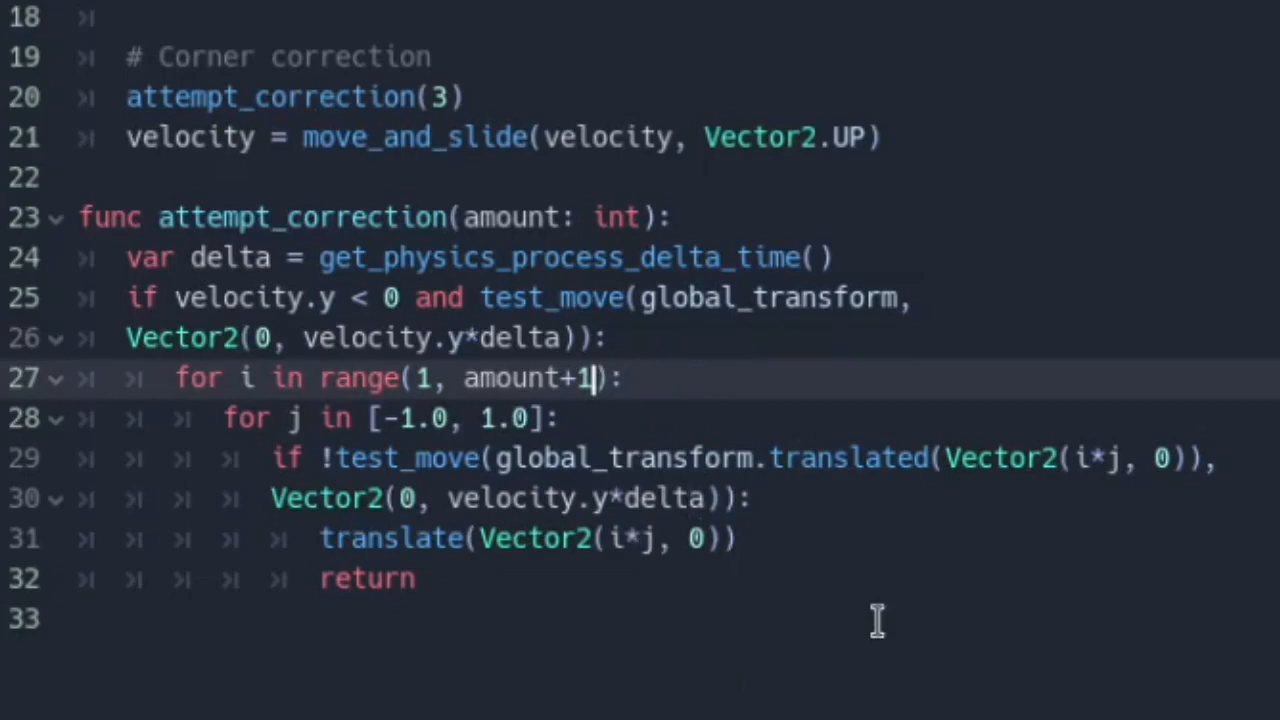 18
19 # Corner correction
20 attempt_correction(3)
21 velocity = move_and_slide(velocity, Vector2.UP)
22
23 func attempt_correction(amount: int):
24 var delta = get_physics_process_delta_time()
25 if velocity.y < 0 and test_move(global_transform,
26 Vector2(0, velocity.y*delta)):
27 for i in range(1, amount+1):
28 for j in [-1.0, 1.0]:
29 if !test_move(global_transform.translated(Vector2(i*j, 0)),
30 Vector2(0, velocity.y*delta)):
31 translate(Vector2(i*j, 0))
32 return
33